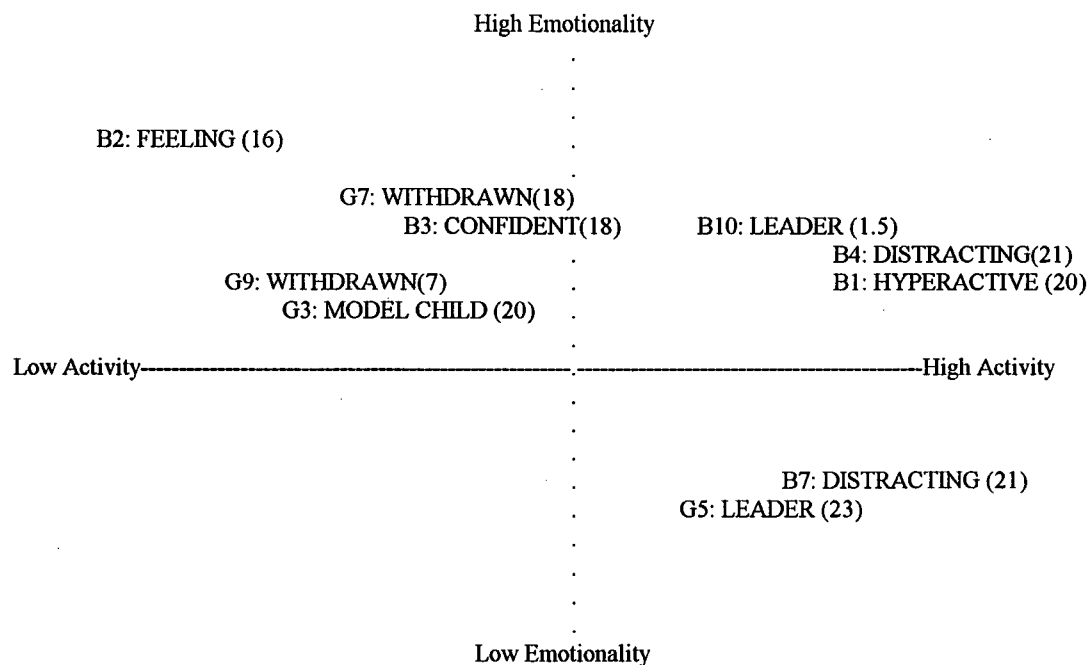 High Emotionality
B2: FEELING (16)
G7: WITHDRAWN(18)
B3: CONFIDENT(18) B10: LEADER (1.5)
B4: DISTRACTING(21)
G9: WITHDRAWN(7) B1: HYPERACTIVE (20)
G3: MODEL CHILD (20)
Low Activity High Activity
B7: DISTRACTING (21)
G5: LEADER (23)
Low Emotionality